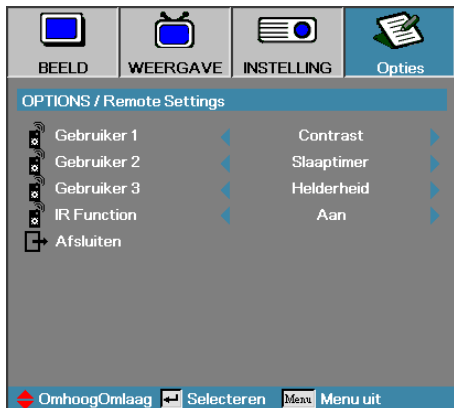 BEELD WEERGAVE INSTELLING Opties
OPTIONS / Remote Settings
Gebruiker 1 Contrast
Gebruiker 2 Slaaptimer
Gebruiker 3 Helderheid
IR Function Aan
Afsluiten
OmhoogOmlaag Selecteren Menu Menu uit